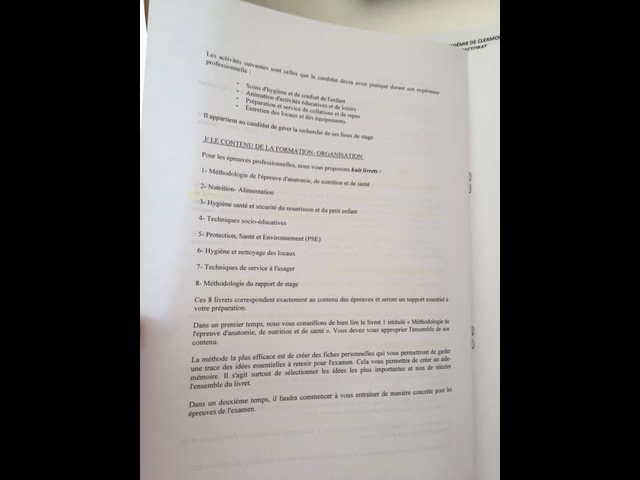 ADÉMIE DE CLERMO
ECTORAT
Les activités suivantes sont celles que le candidat devra avoir pratiqué durant son expérience
professionnelle :
- Soins d'hygiène et de confort de l'enfant
- Animation d'activités éducatives et de loisirs
- Préparation et service de collations et de repas
- Entretien des locaux et des équipements.
Il appartient au candidat de gérer la recherche de ses lieux de stage.
I/ LE CONTENU DE LA FORMATION- ORGANISATION
Pour les épreuves professionnelles, nous vous proposons huit livrets :
1- Méthodologie de l'épreuve d'anatomie, de nutrition et de santé
2- Nutrition- Alimentation
3- Hygiène santé et sécurité du nourrisson et du petit enfant
4- Techniques socio-éducatives
5- Protection, Santé et Environnement (PSE)
6- Hygiène et nettoyage des locaux
7- Techniques de service à l'usager
8- Méthodologie du rapport de stage
Ces 8 livrets correspondent exactement au contenu des épreuves et seront un support essentiel à
votre préparation.
Dans un premier temps, nous vous conseillons de bien lire le livret 1 intitulé « Méthodologie de
l'épreuve d'anatomie, de nutrition et de santé ». Vous devez vous approprier l'ensemble de son
contenu.
La méthode la plus efficace est de créer des fiches personnelles qui vous permettront de garder
une trace des idées essentielles à retenir pour l'examen. Cela vous permettra de créer un aide-
mémoire. Il s'agit surtout de sélectionner les idées les plus importantes et non de réécrire
l'ensemble du livret.
Dans un deuxième temps, il faudra commencer à vous entraîner de manière concrète pour les
épreuves de l'examen.